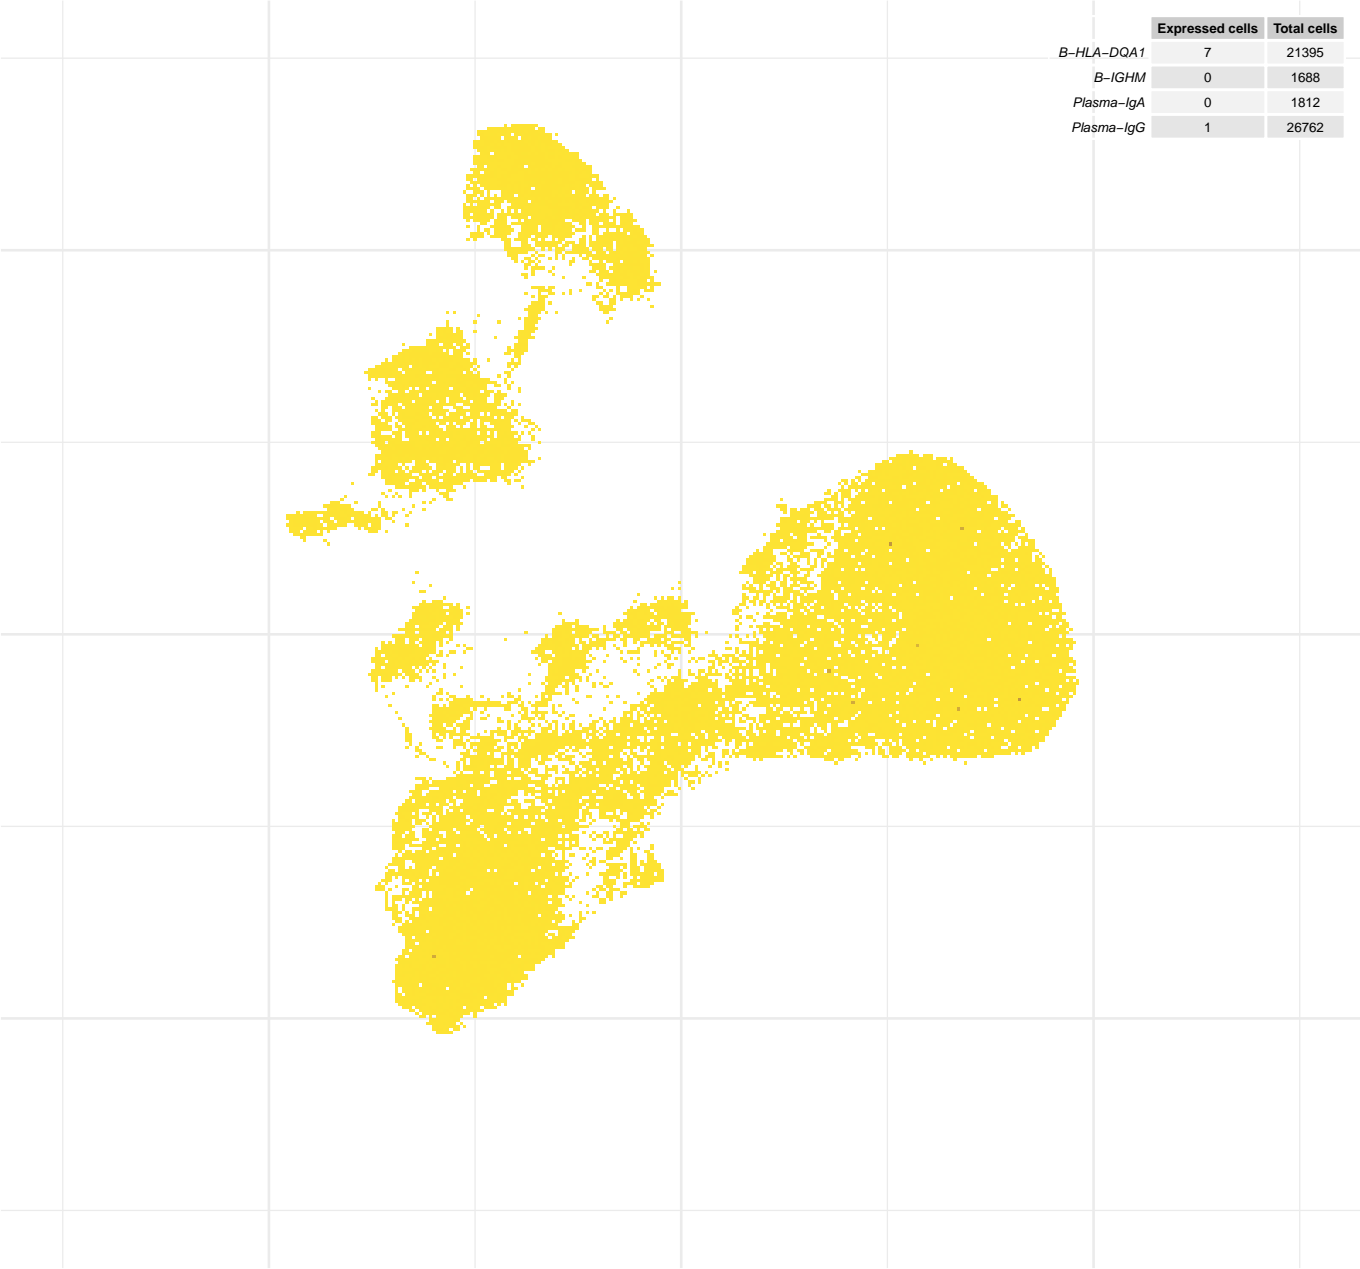 Expressed cells Total cells
B−HLA−DQA1 7 21395
B−IGHM 0 1688
Plasma−IgA 0 1812
Plasma−IgG 1 26762